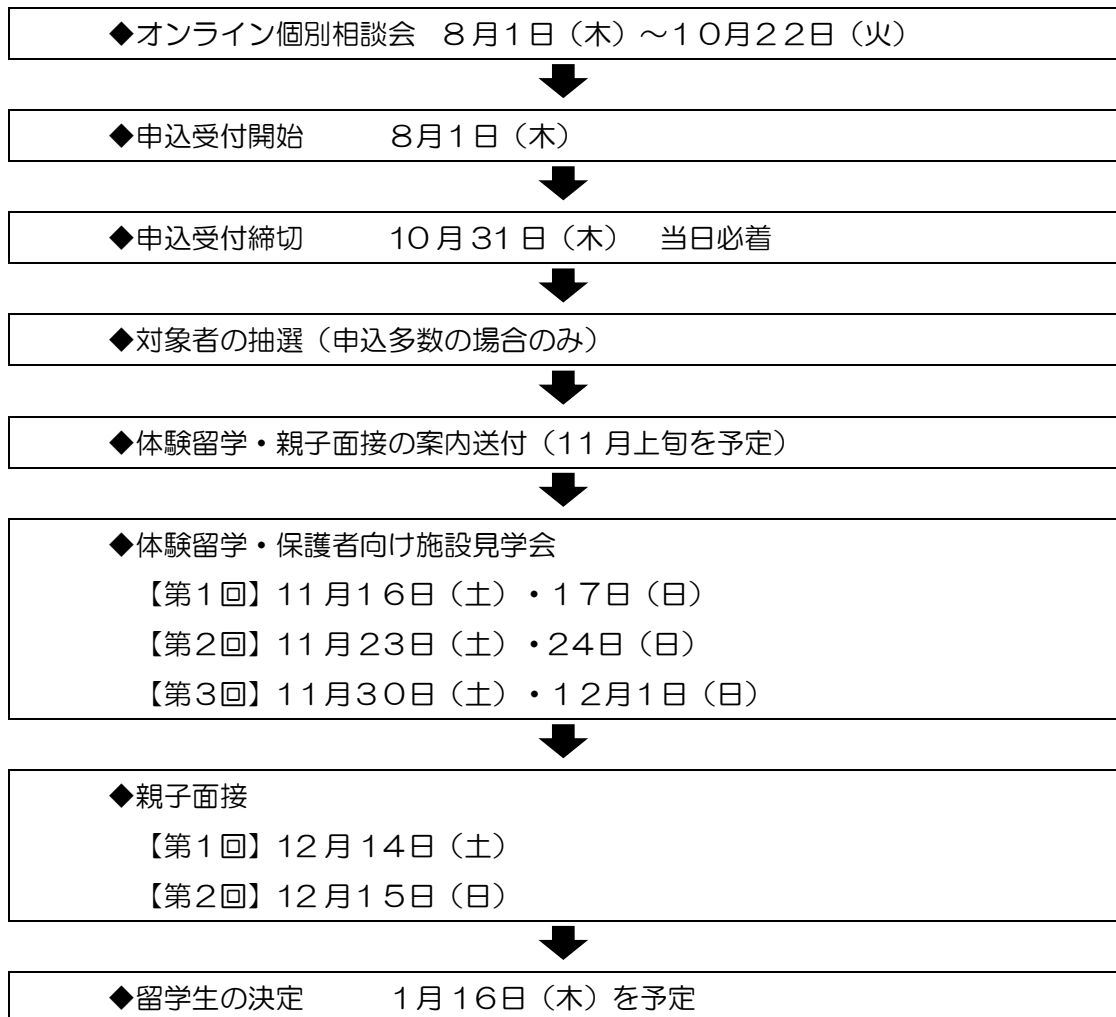 ◆オンライン個別相談会　8月1日（木）～10月22日（火）
◆申込受付開始　　　8月1日（木）
◆申込受付締切　　　10月31日（木）　当日必着
◆対象者の抽選（申込多数の場合のみ）
◆体験留学・親子面接の案内送付（11月上旬を予定）
◆体験留学・保護者向け施設見学会
【第1回】11月16日（土）・17日（日）
【第2回】11月23日（土）・24日（日）
【第3回】11月30日（土）・12月1日（日）
◆親子面接
【第1回】12月14日（土）
【第2回】12月15日（日）
◆留学生の決定　　　1月16日（木）を予定